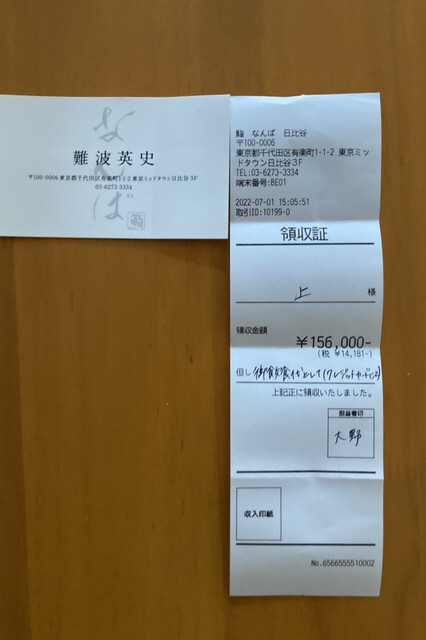 なんば
難波英史
〒100-0006 東京都千代田区有楽町1-1-2 東京ミッドタウン日比谷 3F
03-6273-3334
鮨 なんば 日比谷
〒100-0006
東京都千代田区有楽町1-1-2 東京ミッ
ドタウン日比谷3F
TEL:03-6273-3334
端末番号:BE01
2022-07-01 15:05:51
取引ID:10199-0
領収証
上 様
領収金額
¥156,000-
(税 ¥14,181-)
但し 御飲食代として(クレジットカード
上記正に領収いたしました。
担当者印
大野
収入印紙
No.6566555510002